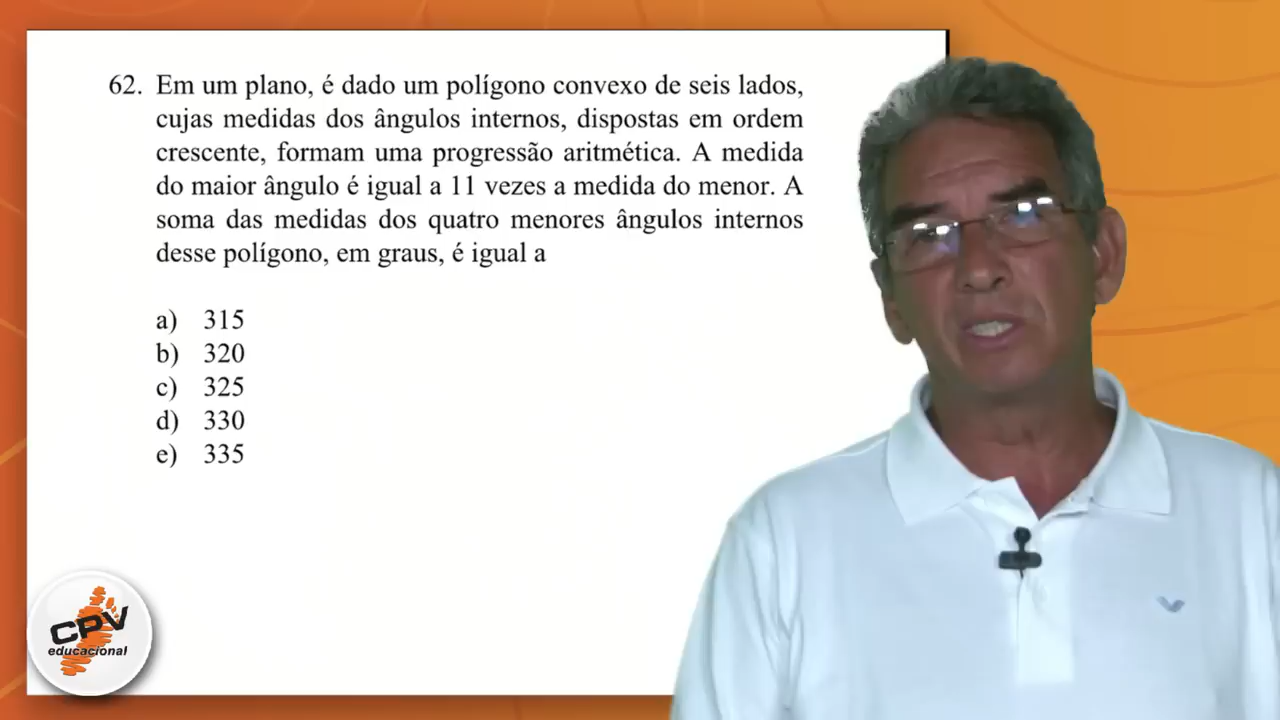 62. Em um plano, é dado um polígono convexo de seis lados,
cujas medidas dos ângulos internos, dispostas em ordem
crescente, formam uma progressão aritmética. A medida
do maior ângulo é igual a 11 vezes a medida do menor. A
soma das medidas dos quatro menores ângulos internos
desse polígono, em graus, é igual a
a) 315
b) 320
c) 325
d) 330
e) 335
CPV
educacional